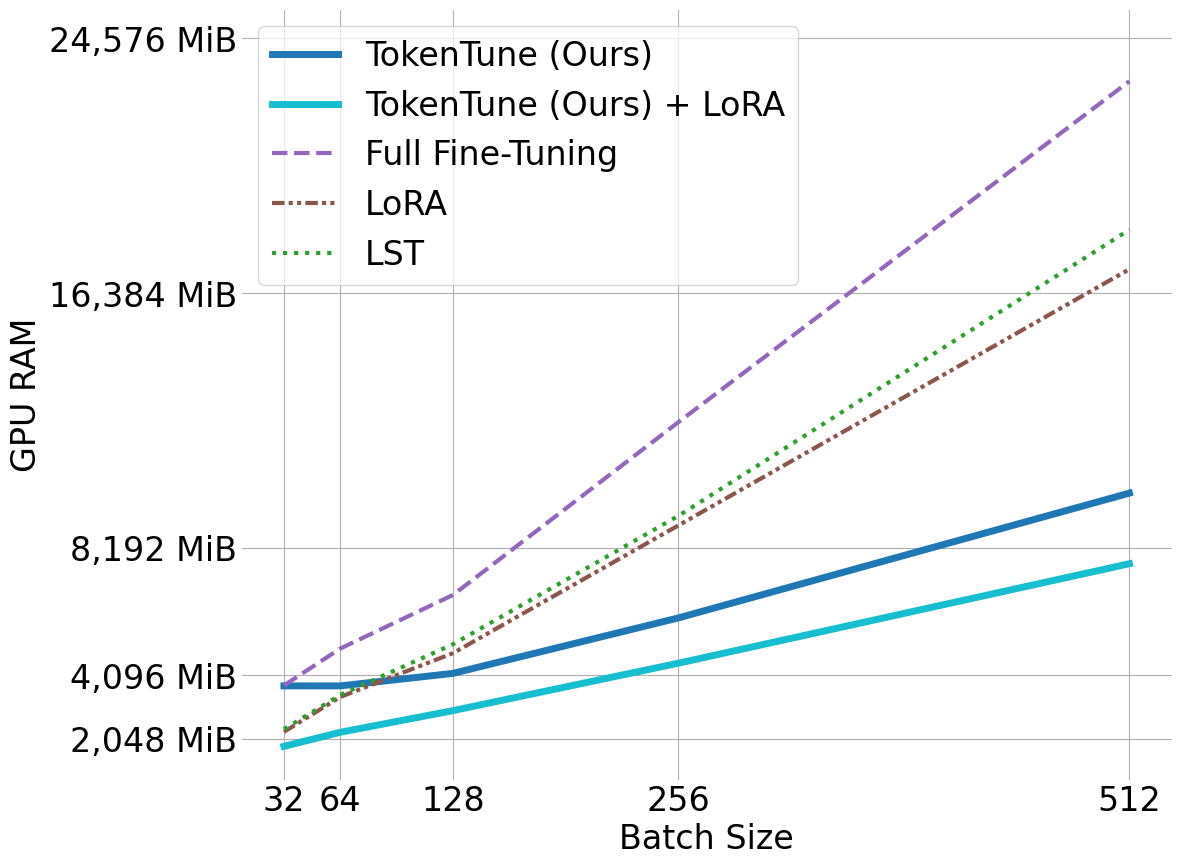 24,576 MiB
16,384 MiB
8,192 MiB
4,096 MiB
2,048 MiB
GPU RAM
TokenTune (Ours)
TokenTune (Ours) + LoRA
Full Fine-Tuning
LoRA
LST
32 64 128 256 512
Batch Size